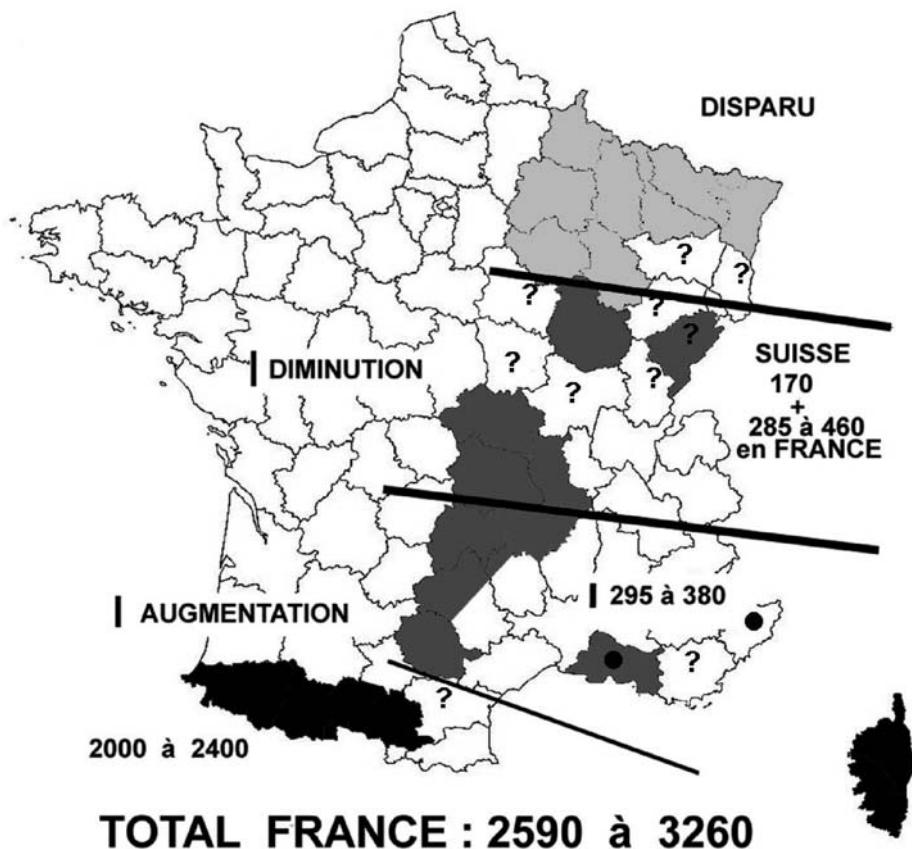 DISPARU
?
?
?
?
?
SUISSE
170
+
285 à 460
en FRANCE
DIMINUTION
?
?
?
295 à 380
AUGMENTATION
?
?
2000 à 2400
TOTAL FRANCE : 2590 à 3260